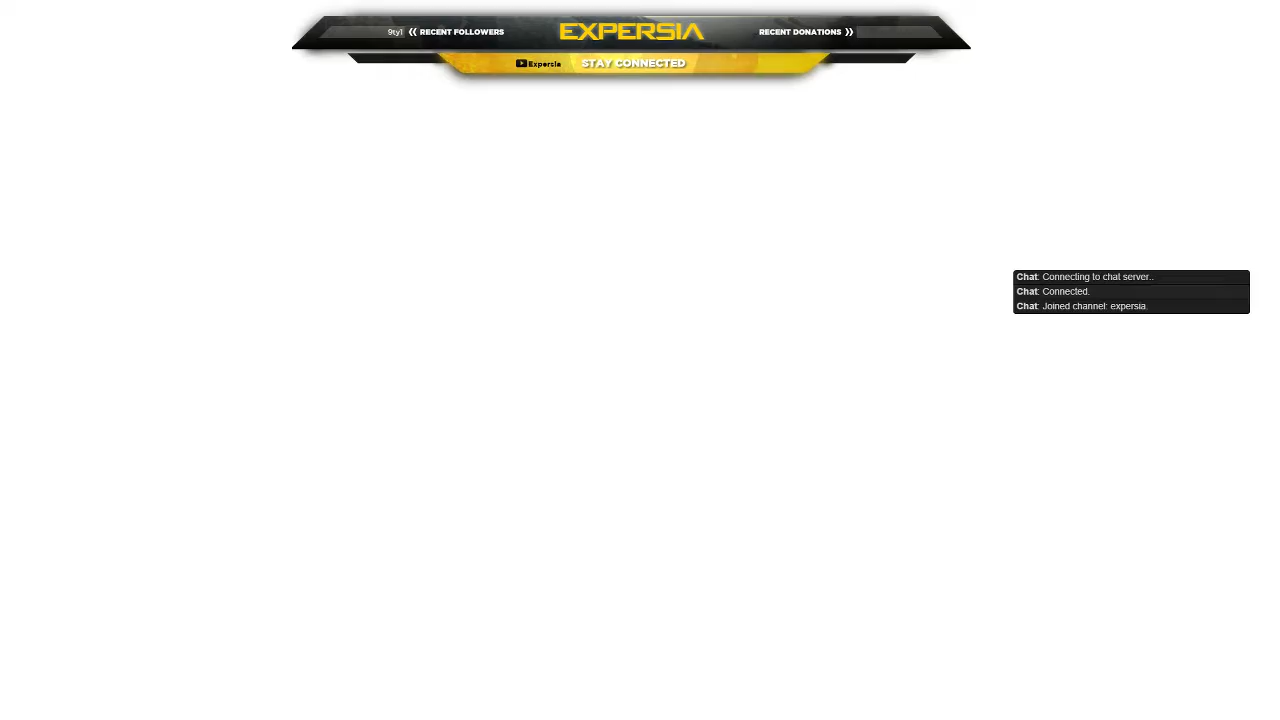 9ty1 RECENT FOLLOWERS EXPERSIA RECENT DONATIONS
Expersia STAY CONNECTED
Chat: Connecting to chat server..
Chat: Connected.
Chat: Joined channel: expersia.